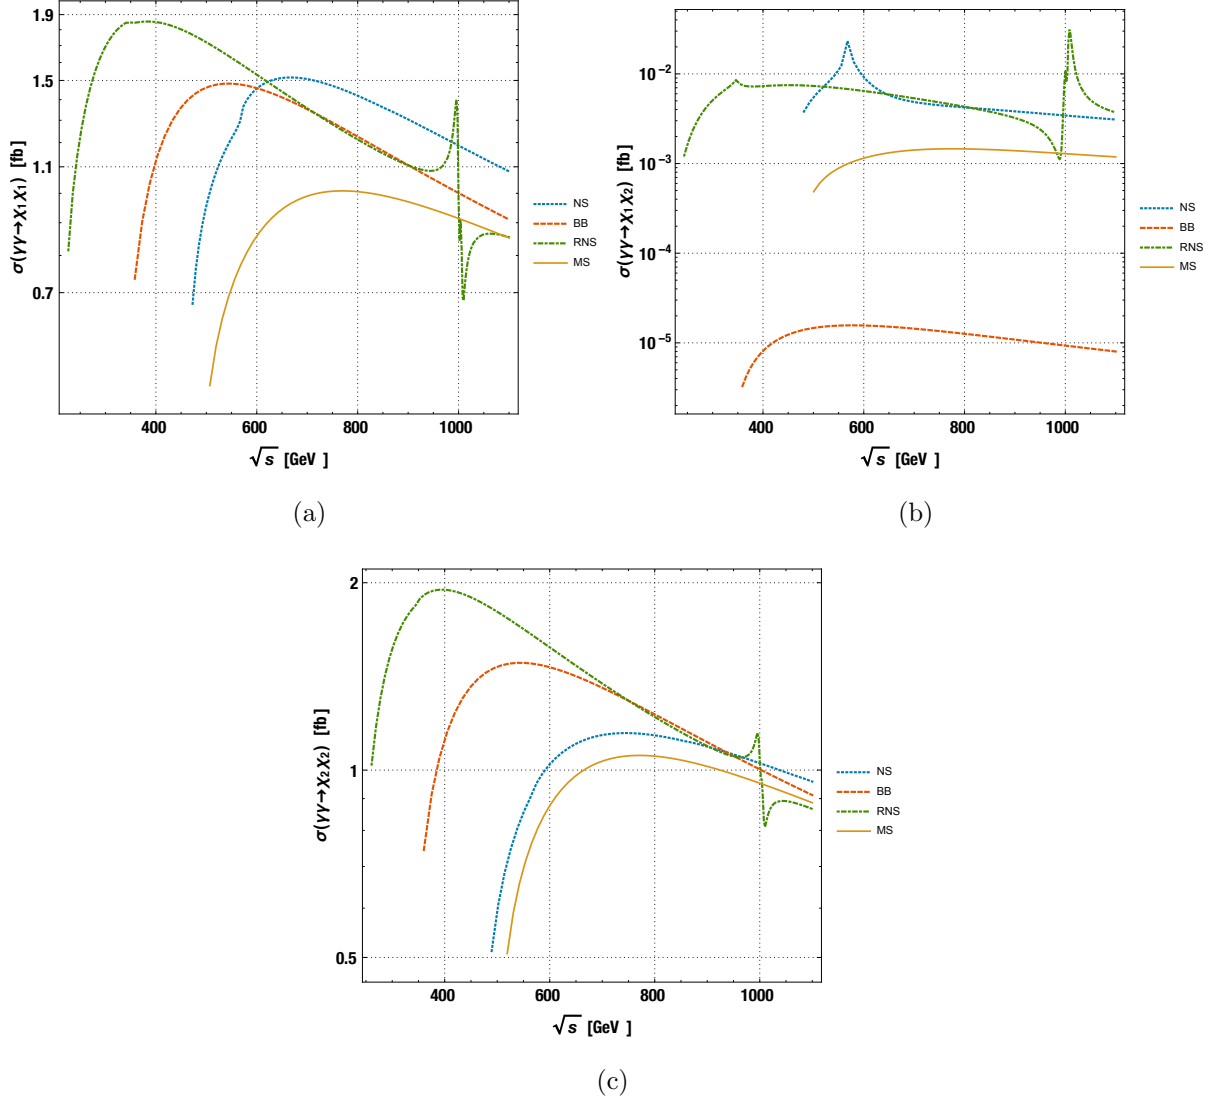 1.9
1.5
1.1
0.7
σ(γγ→χ₁χ₁) [fb]
400 600 800 1000
√s [GeV ]
NS
BB
RNS
MS
(a)
10⁻²
10⁻³
10⁻⁴
10⁻⁵
σ(γγ→χ₁χ₂) [fb]
400 600 800 1000
√s [GeV ]
NS
BB
RNS
MS
(b)
2
1
0.5
σ(γγ→χ₂χ₂) [fb]
400 600 800 1000
√s [GeV ]
NS
BB
RNS
MS
(c)